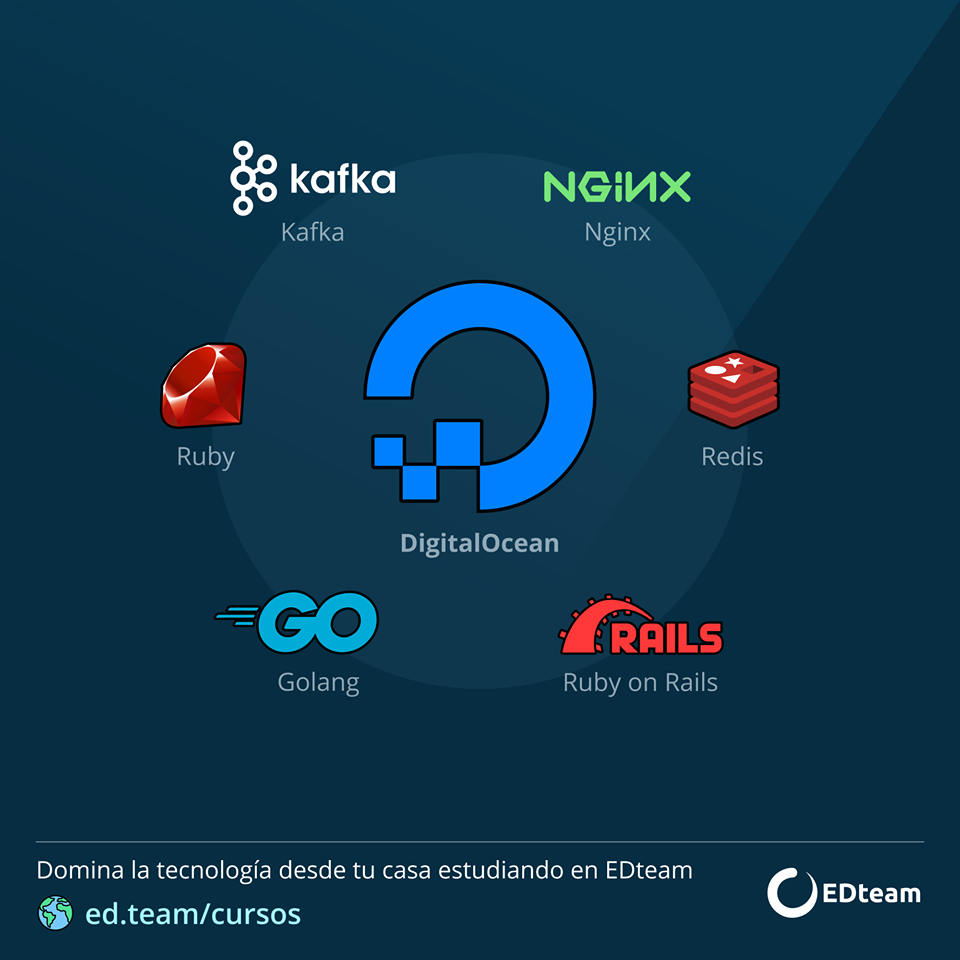 kafka
Kafka
NGINX
Nginx
Ruby
Redis
DigitalOcean
GO
Golang
RAILS
Ruby on Rails
Domina la tecnología desde tu casa estudiando en EDteam
ed.team/cursos
EDteam